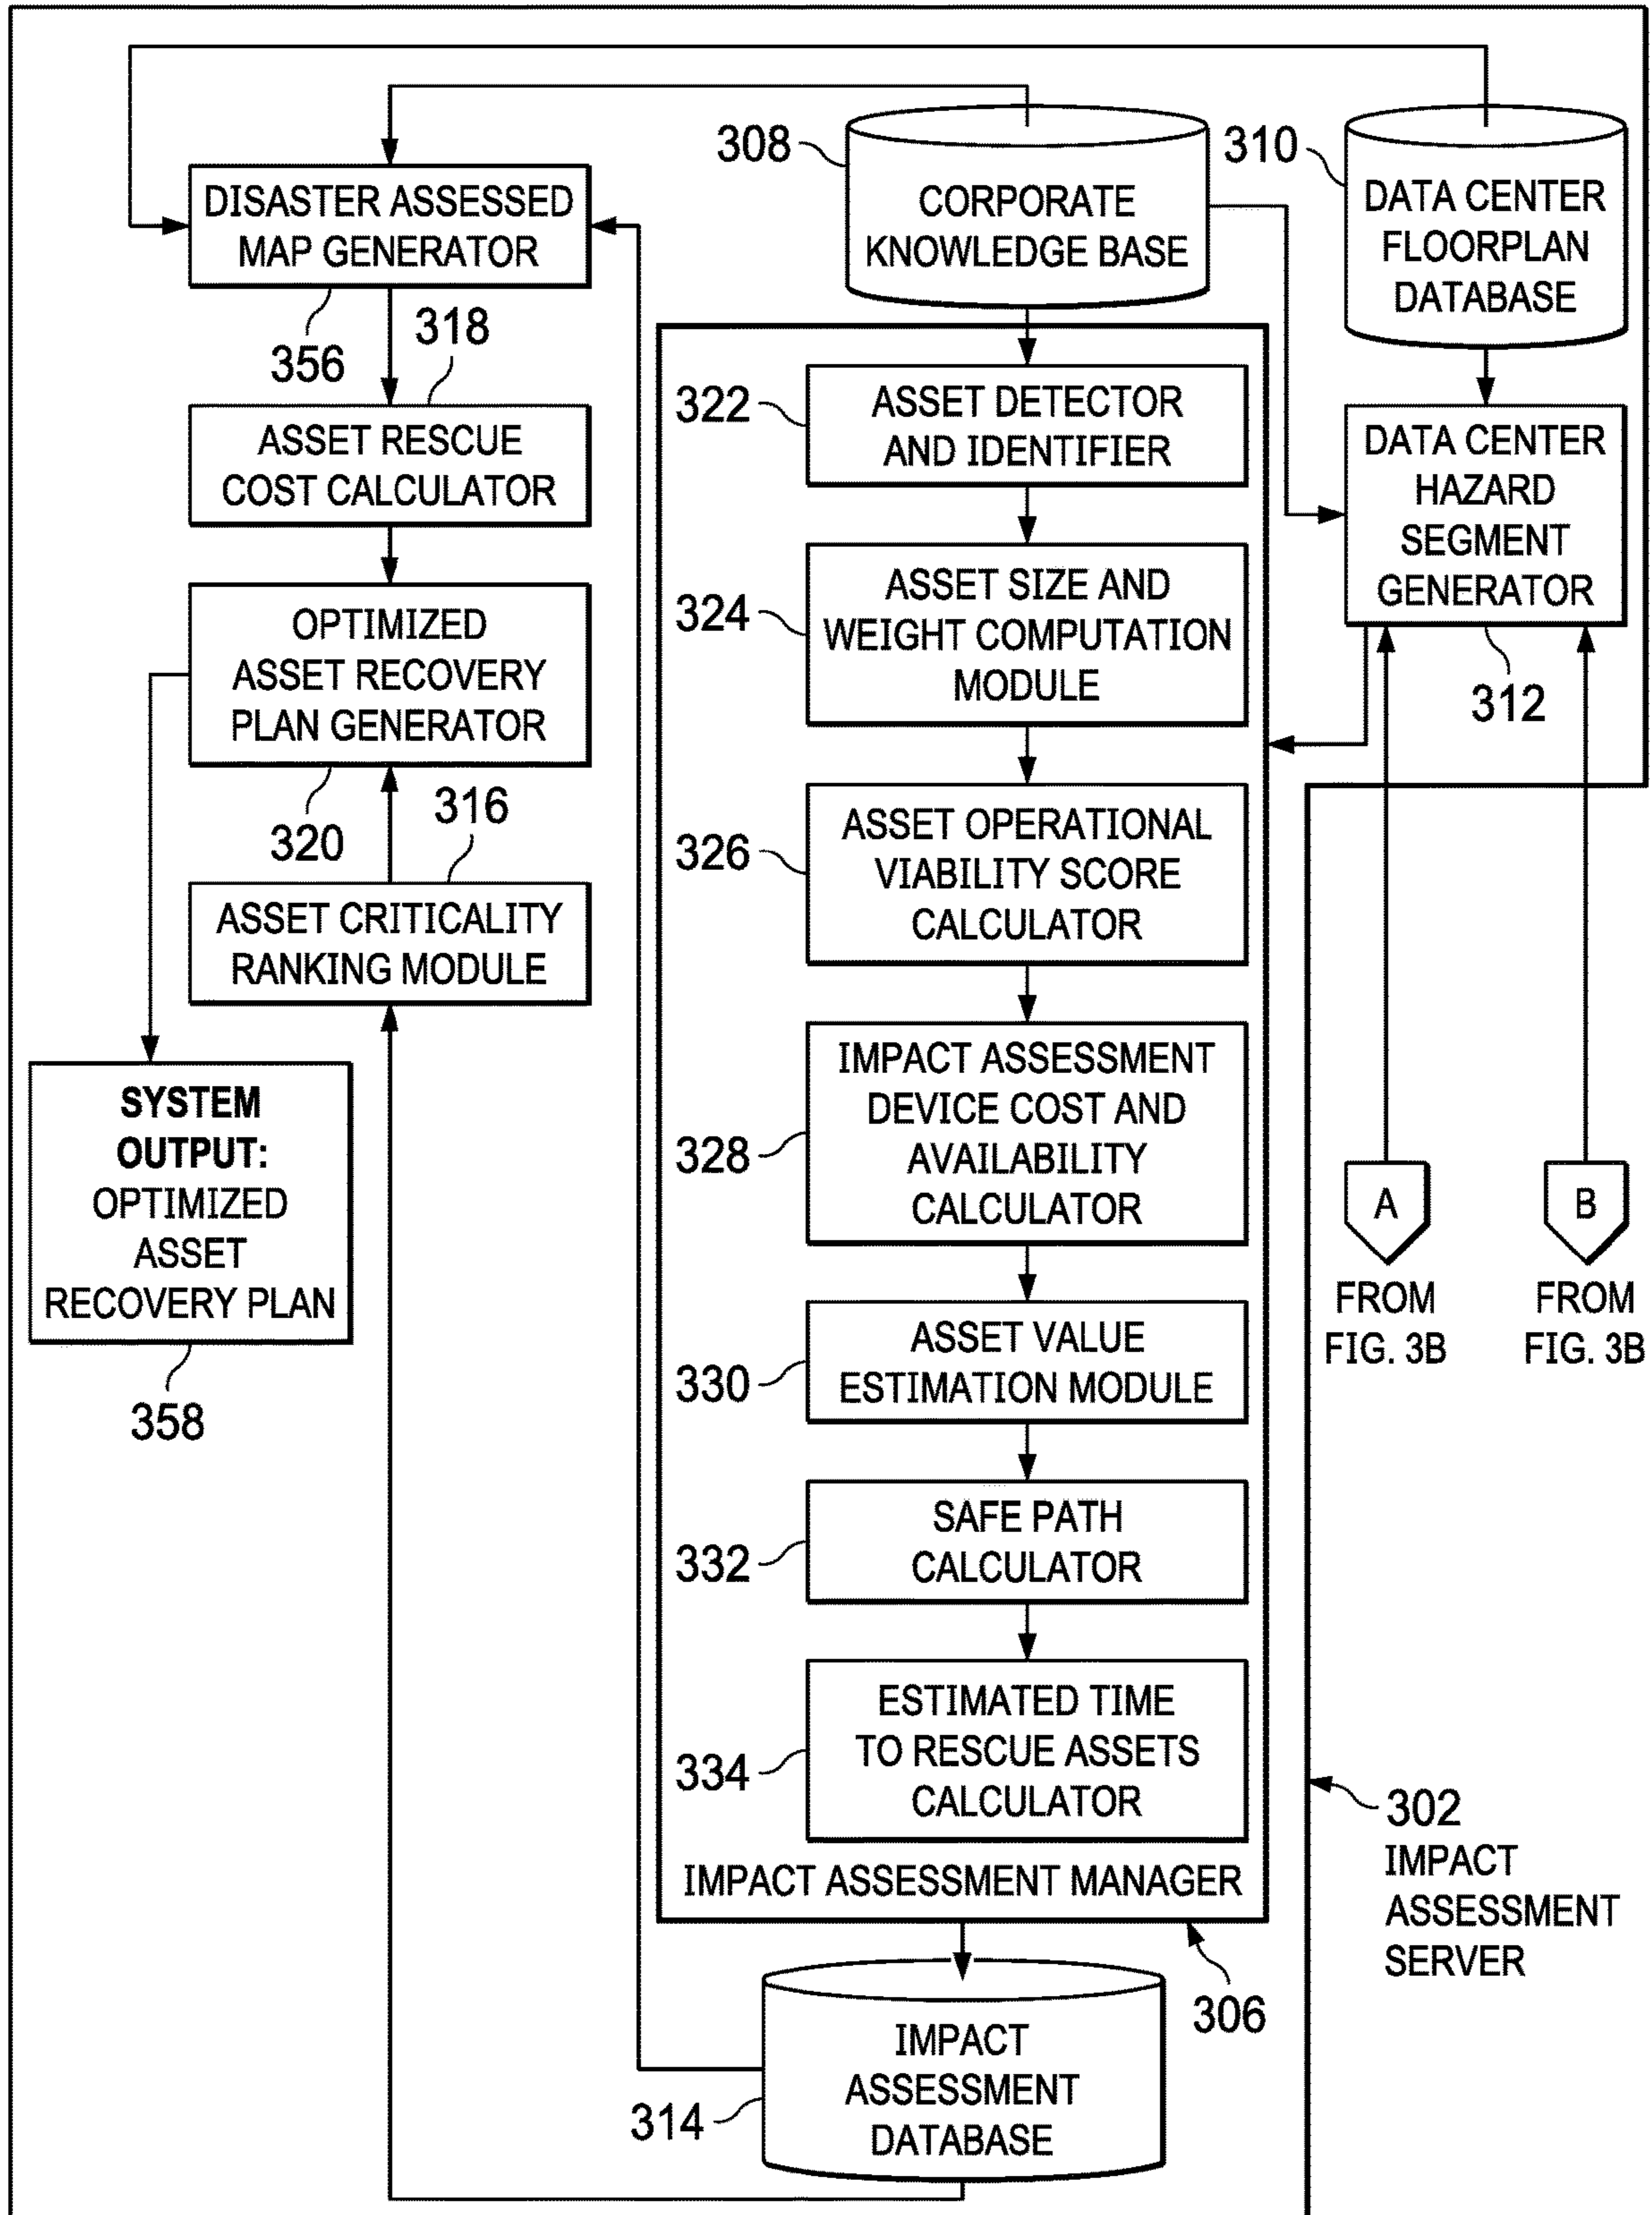 308
CORPORATE
KNOWLEDGE BASE
310
DATA CENTER
FLOORPLAN
DATABASE
DISASTER ASSESSED
MAP GENERATOR
356
318
ASSET RESCUE
COST CALCULATOR
OPTIMIZED
ASSET RECOVERY
PLAN GENERATOR
320
316
ASSET CRITICALITY
RANKING MODULE
SYSTEM
OUTPUT:
OPTIMIZED
ASSET
RECOVERY PLAN
358
322
ASSET DETECTOR
AND IDENTIFIER
324
ASSET SIZE AND
WEIGHT COMPUTATION
MODULE
326
ASSET OPERATIONAL
VIABILITY SCORE
CALCULATOR
328
IMPACT ASSESSMENT
DEVICE COST AND
AVAILABILITY
CALCULATOR
330
ASSET VALUE
ESTIMATION MODULE
332
SAFE PATH
CALCULATOR
334
ESTIMATED TIME
TO RESCUE ASSETS
CALCULATOR
IMPACT ASSESSMENT MANAGER
306
314
IMPACT
ASSESSMENT
DATABASE
DATA CENTER
HAZARD
SEGMENT
GENERATOR
312
A
FROM
FIG. 3B
B
FROM
FIG. 3B
302
IMPACT
ASSESSMENT
SERVER